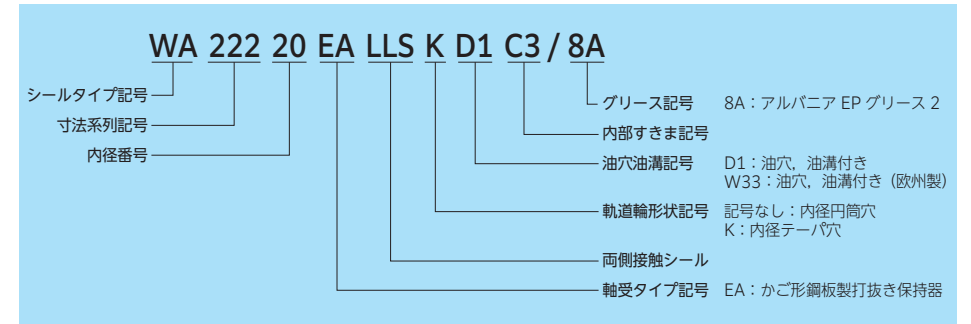 WA 222 20 EA LLS K D1 C3 / 8A
シールタイプ記号
寸法系列記号
内径番号
グリース記号 8A：アルバニア EP グリース 2
内部すきま記号
油穴油溝記号 D1：油穴，油溝付き
W33：油穴，油溝付き（欧州製）
軌道輪形状記号 記号なし：内径円筒穴
K：内径テーパ穴
両側接触シール
軸受タイプ記号 EA：かご形鋼板製打抜き保持器